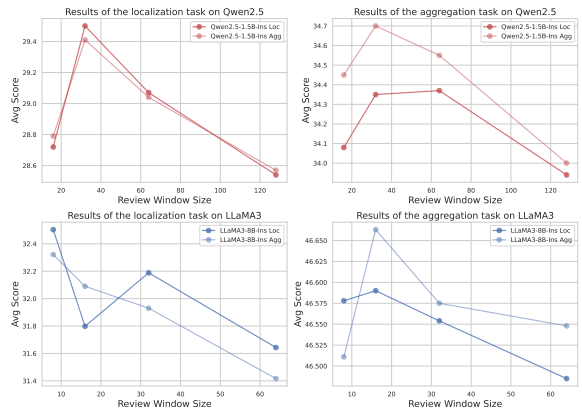 Results of the localization task on Qwen2.5
Avg Score
29.4
29.2
29.0
28.8
28.6
Qwen2.5-1.5B-Ins Loc
Qwen2.5-1.5B-Ins Agg
20 40 60 80 100 120
Review Window Size
Results of the aggregation task on Qwen2.5
Avg Score
34.7
34.6
34.5
34.4
34.3
34.2
34.1
34.0
Qwen2.5-1.5B-Ins Loc
Qwen2.5-1.5B-Ins Agg
20 40 60 80 100 120
Review Window Size
Results of the localization task on LLaMA3
Avg Score
32.4
32.2
32.0
31.8
31.6
31.4
LLaMA3-8B-Ins Loc
LLaMA3-8B-Ins Agg
10 20 30 40 50 60
Review Window Size
Results of the aggregation task on LLaMA3
Avg Score
46.650
46.625
46.600
46.575
46.550
46.525
46.500
LLaMA3-8B-Ins Loc
LLaMA3-8B-Ins Agg
10 20 30 40 50 60
Review Window Size